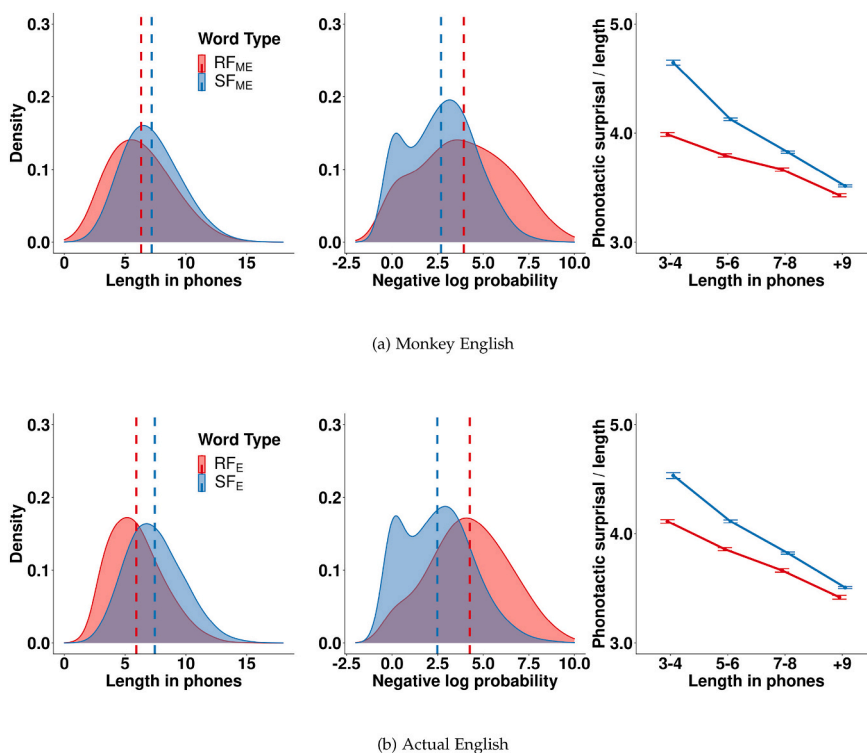 0.3
0.2
0.1
0.0
Density
Word Type
RF_ME
SF_ME
0 5 10 15
Length in phones
0.3
0.2
0.1
0.0
-2.5 0.0 2.5 5.0 7.5 10.0
Negative log probability
5.0
4.0
3.0
Phonotactic surprisal / length
3-4 5-6 7-8 +9
Length in phones
(a) Monkey English
0.3
0.2
0.1
0.0
Density
Word Type
RF_E
SF_E
0 5 10 15
Length in phones
0.3
0.2
0.1
0.0
-2.5 0.0 2.5 5.0 7.5 10.0
Negative log probability
5.0
4.0
3.0
Phonotactic surprisal / length
3-4 5-6 7-8 +9
Length in phones
(b) Actual English